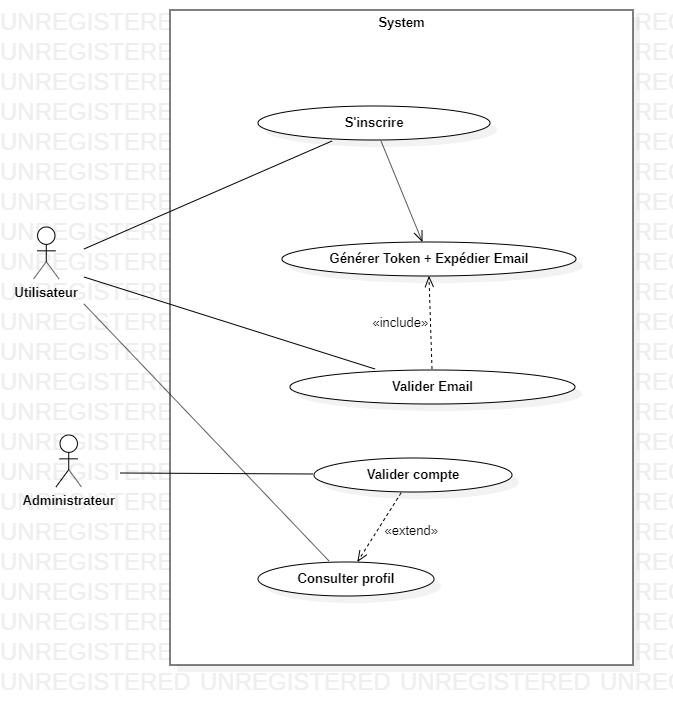 System
S'inscrire
Générer Token + Expédier Email
Utilisateur
«include»
Valider Email
Valider compte
Administrateur
«extend»
Consulter profil
UNREGISTERED UNREGISTERED UNREGISTERED UNREGISTERED